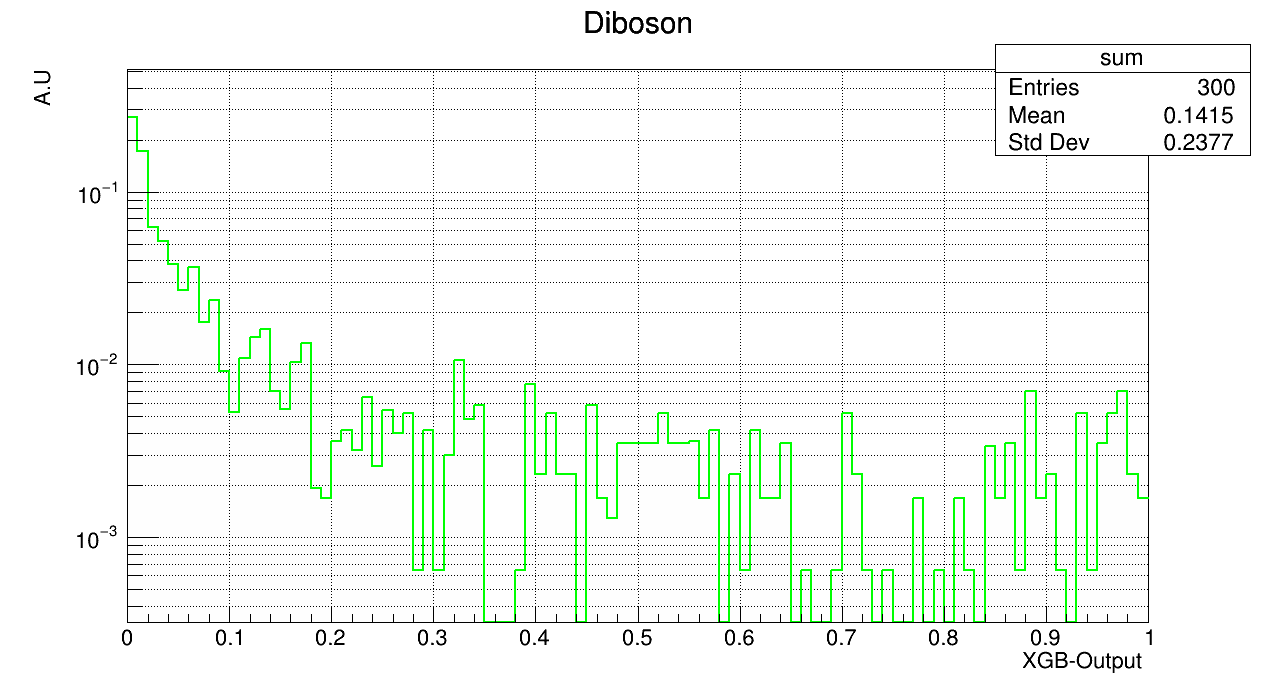 Diboson
A.U
sum
Entries 300
Mean 0.1415
Std Dev 0.2377
10⁻¹
10⁻²
10⁻³
0 0.1 0.2 0.3 0.4 0.5 0.6 0.7 0.8 0.9 1
XGB-Output